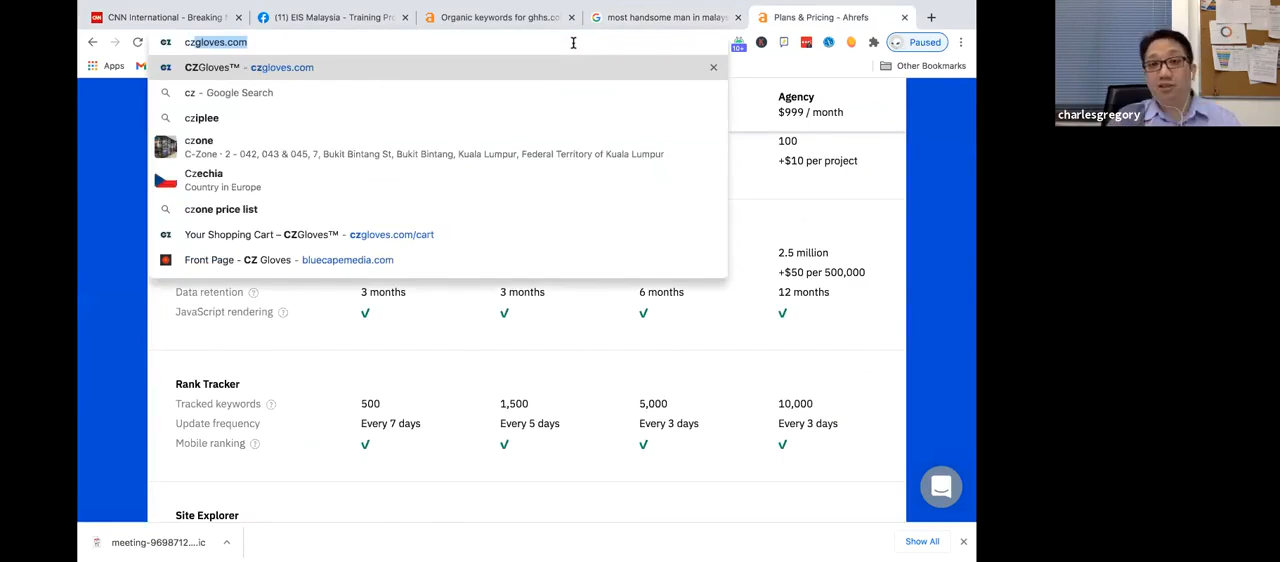 CNN International - Breaking N
(11) EIS Malaysia - Training Pr
Organic keywords for ghhs.co
most handsome man in malay
Plans & Pricing - Ahrefs
czgloves.com
10+
Paused
Apps
Other Bookmarks
CZGloves™ - czgloves.com
cz - Google Search
cziplee
czone
C-Zone · 2 - 042, 043 & 045, 7, Bukit Bintang St, Bukit Bintang, Kuala Lumpur, Federal Territory of Kuala Lumpur
Czechia
Country in Europe
czone price list
Your Shopping Cart – CZGloves™ - czgloves.com/cart
Front Page - CZ Gloves - bluecapemedia.com
Agency
$999 / month
100
+$10 per project
2.5 million
+$50 per 500,000
Data retention 3 months 3 months 6 months 12 months
JavaScript rendering
Rank Tracker
Tracked keywords 500 1,500 5,000 10,000
Update frequency Every 7 days Every 5 days Every 3 days Every 3 days
Mobile ranking
Site Explorer
meeting-9698712....ic
Show All
charlesgregory